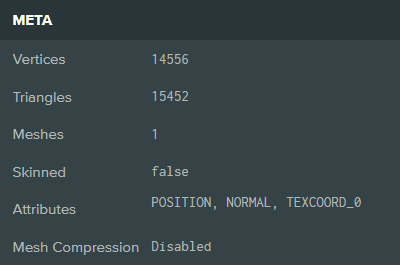 META
Vertices 14556
Triangles 15452
Meshes 1
Skinned false
Attributes POSITION, NORMAL, TEXCOORD_0
Mesh Compression Disabled